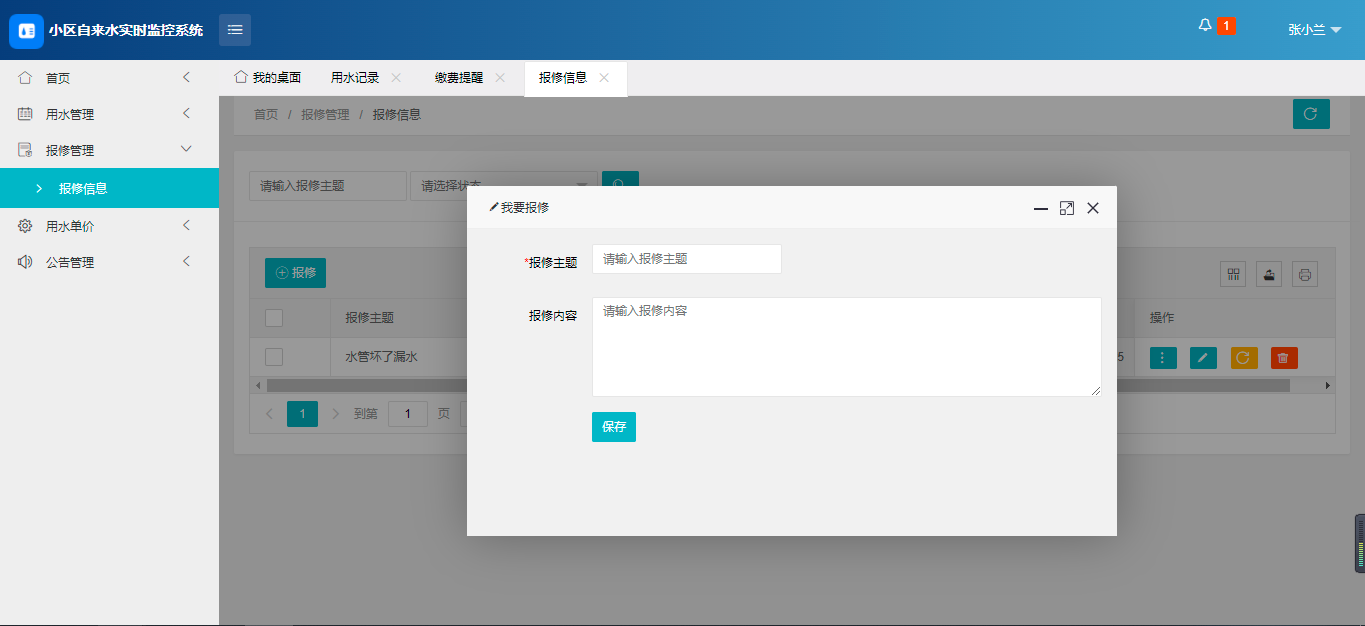 小区自来水实时监控系统
1
张小兰
首页
用水管理
报修管理
报修信息
用水单价
公告管理
我的桌面
用水记录
缴费提醒
报修信息
首页 / 报修管理 / 报修信息
请输入报修主题
请选择状态
我要报修
*报修主题
请输入报修主题
报修内容
请输入报修内容
保存
报修
报修主题
操作
水管坏了漏水
5
1
到第
1
页